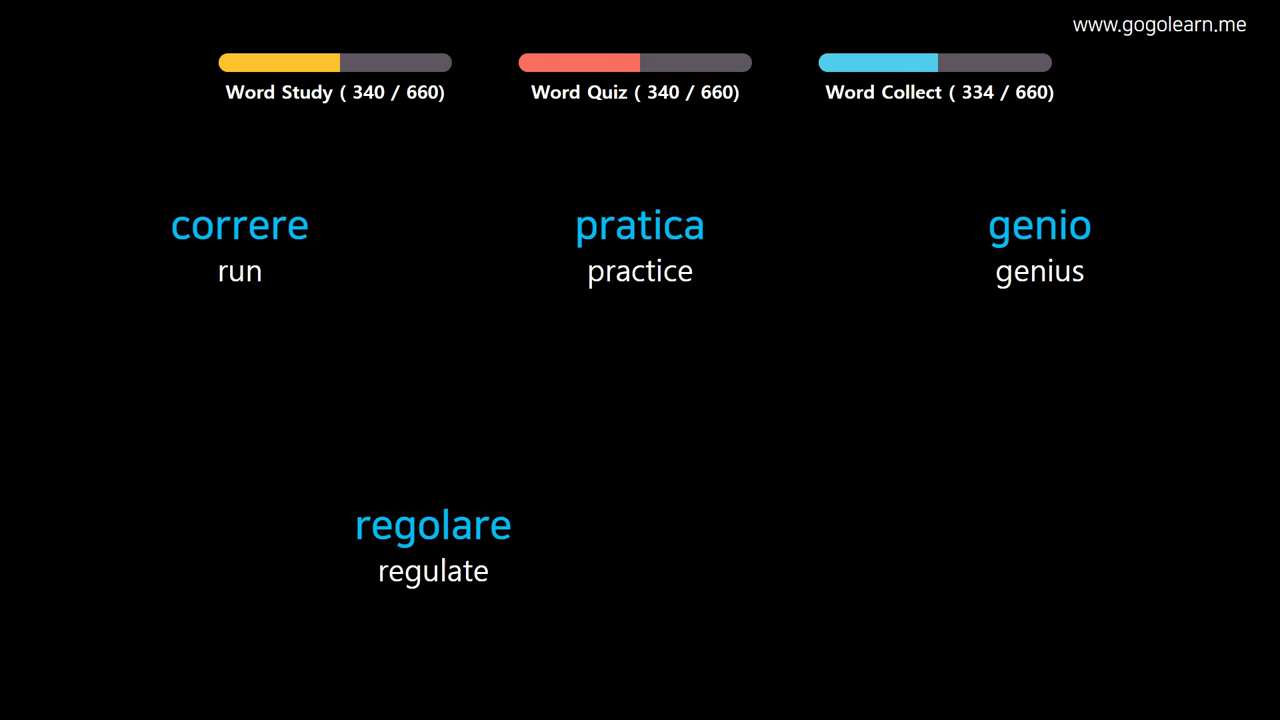 www.gogolearn.me
Word Study ( 340 / 660)
Word Quiz ( 340 / 660)
Word Collect ( 334 / 660)
correre
run
pratica
practice
genio
genius
regolare
regulate